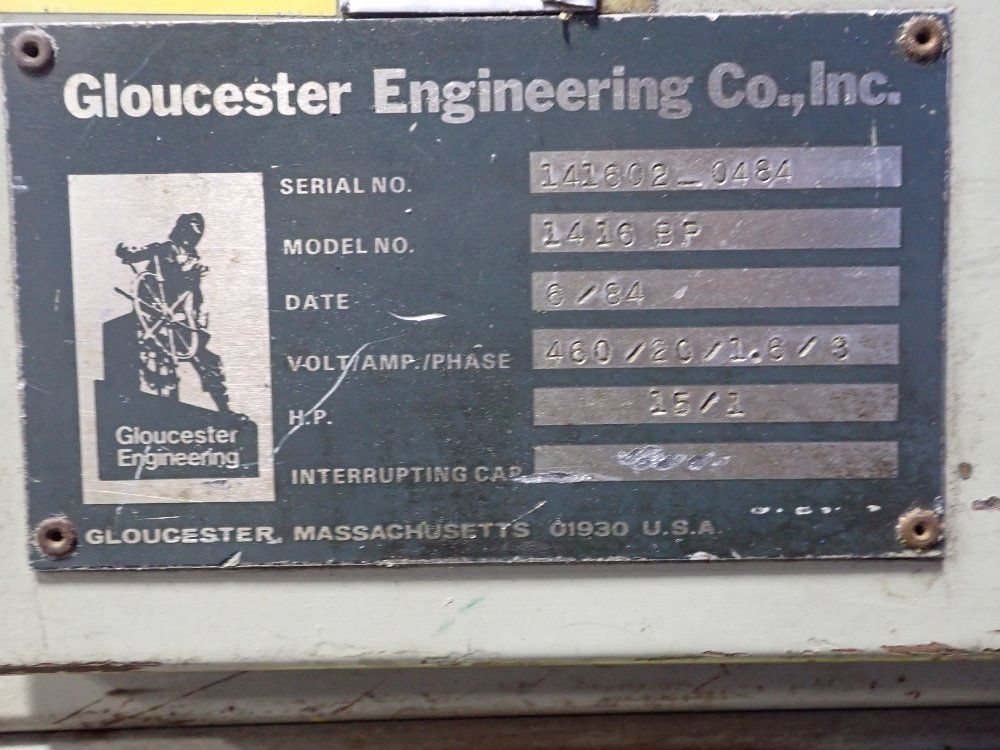 Gloucester Engineering Co., Inc.
SERIAL NO. 141602_0484
MODEL NO. 1416 BP
DATE 6/84
VOLT/AMP./PHASE 460/20/1.6/3
H.P. 15/1
INTERRUPTING CAP.
Gloucester
Engineering
GLOUCESTER, MASSACHUSETTS 01930 U.S.A.